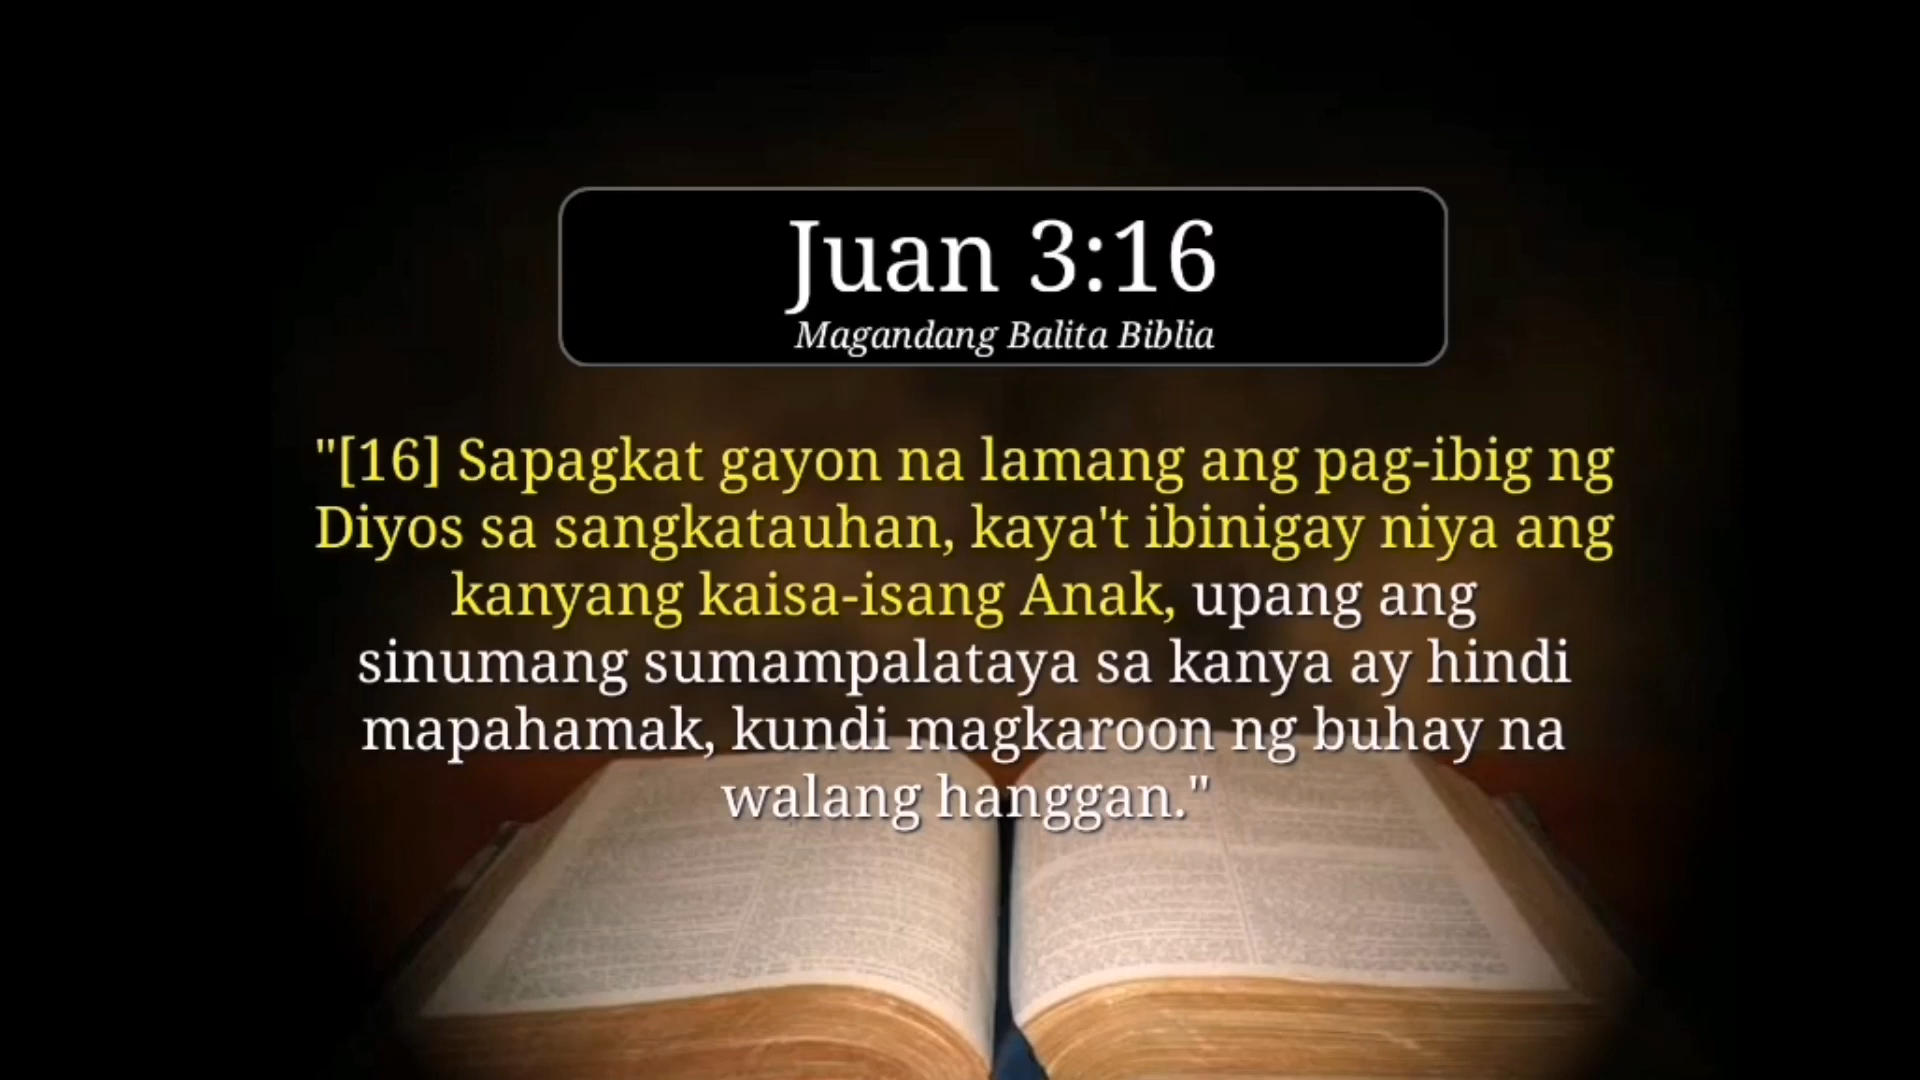 Juan 3:16
Magandang Balita Biblia
"[16] Sapagkat gayon na lamang ang pag-ibig ng
Diyos sa sangkatauhan, kaya't ibinigay niya ang
kanyang kaisa-isang Anak, upang ang
sinumang sumampalataya sa kanya ay hindi
mapahamak, kundi magkaroon ng buhay na
walang hanggan."